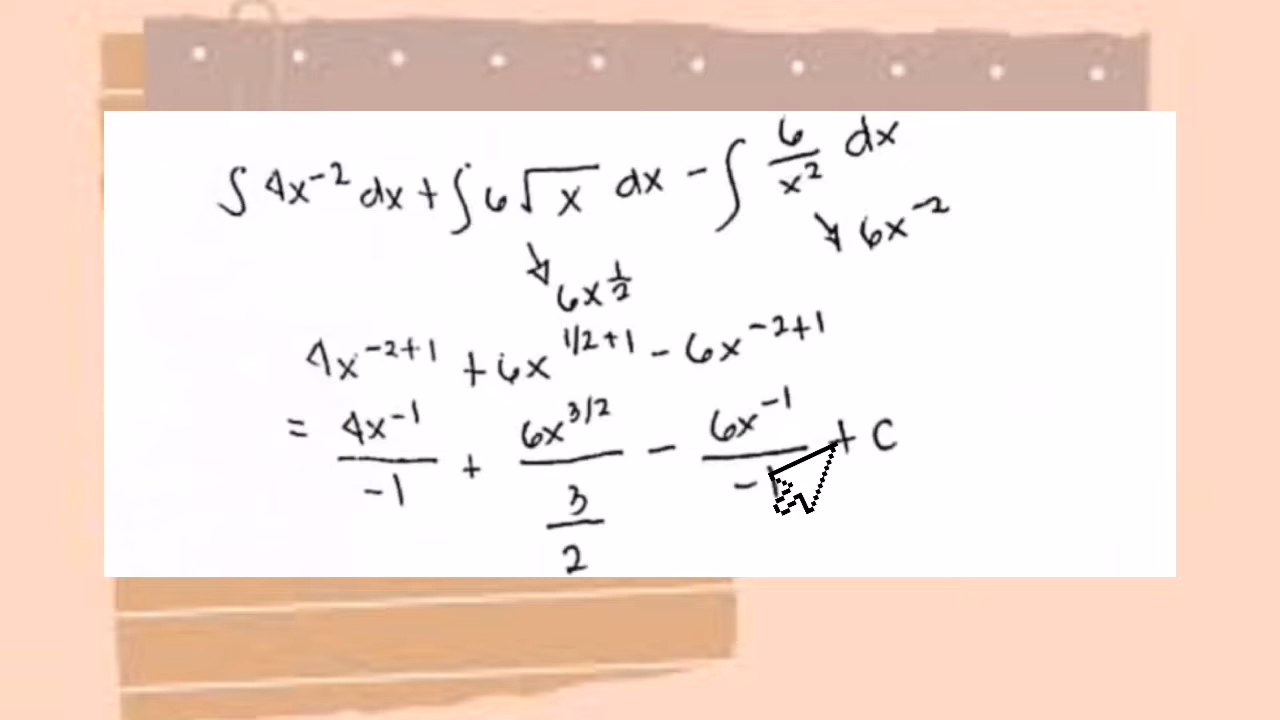 ∫ 4x⁻² dx + ∫ 6√x dx - ∫ 6/x² dx
↘ 6x^(1/2) ↘ 6x⁻²
4x^(-2+1) + 6x^(1/2+1) - 6x^(-2+1)
= 4x⁻¹/-1 + 6x^(3/2)/(3/2) - 6x⁻¹/-1 + C